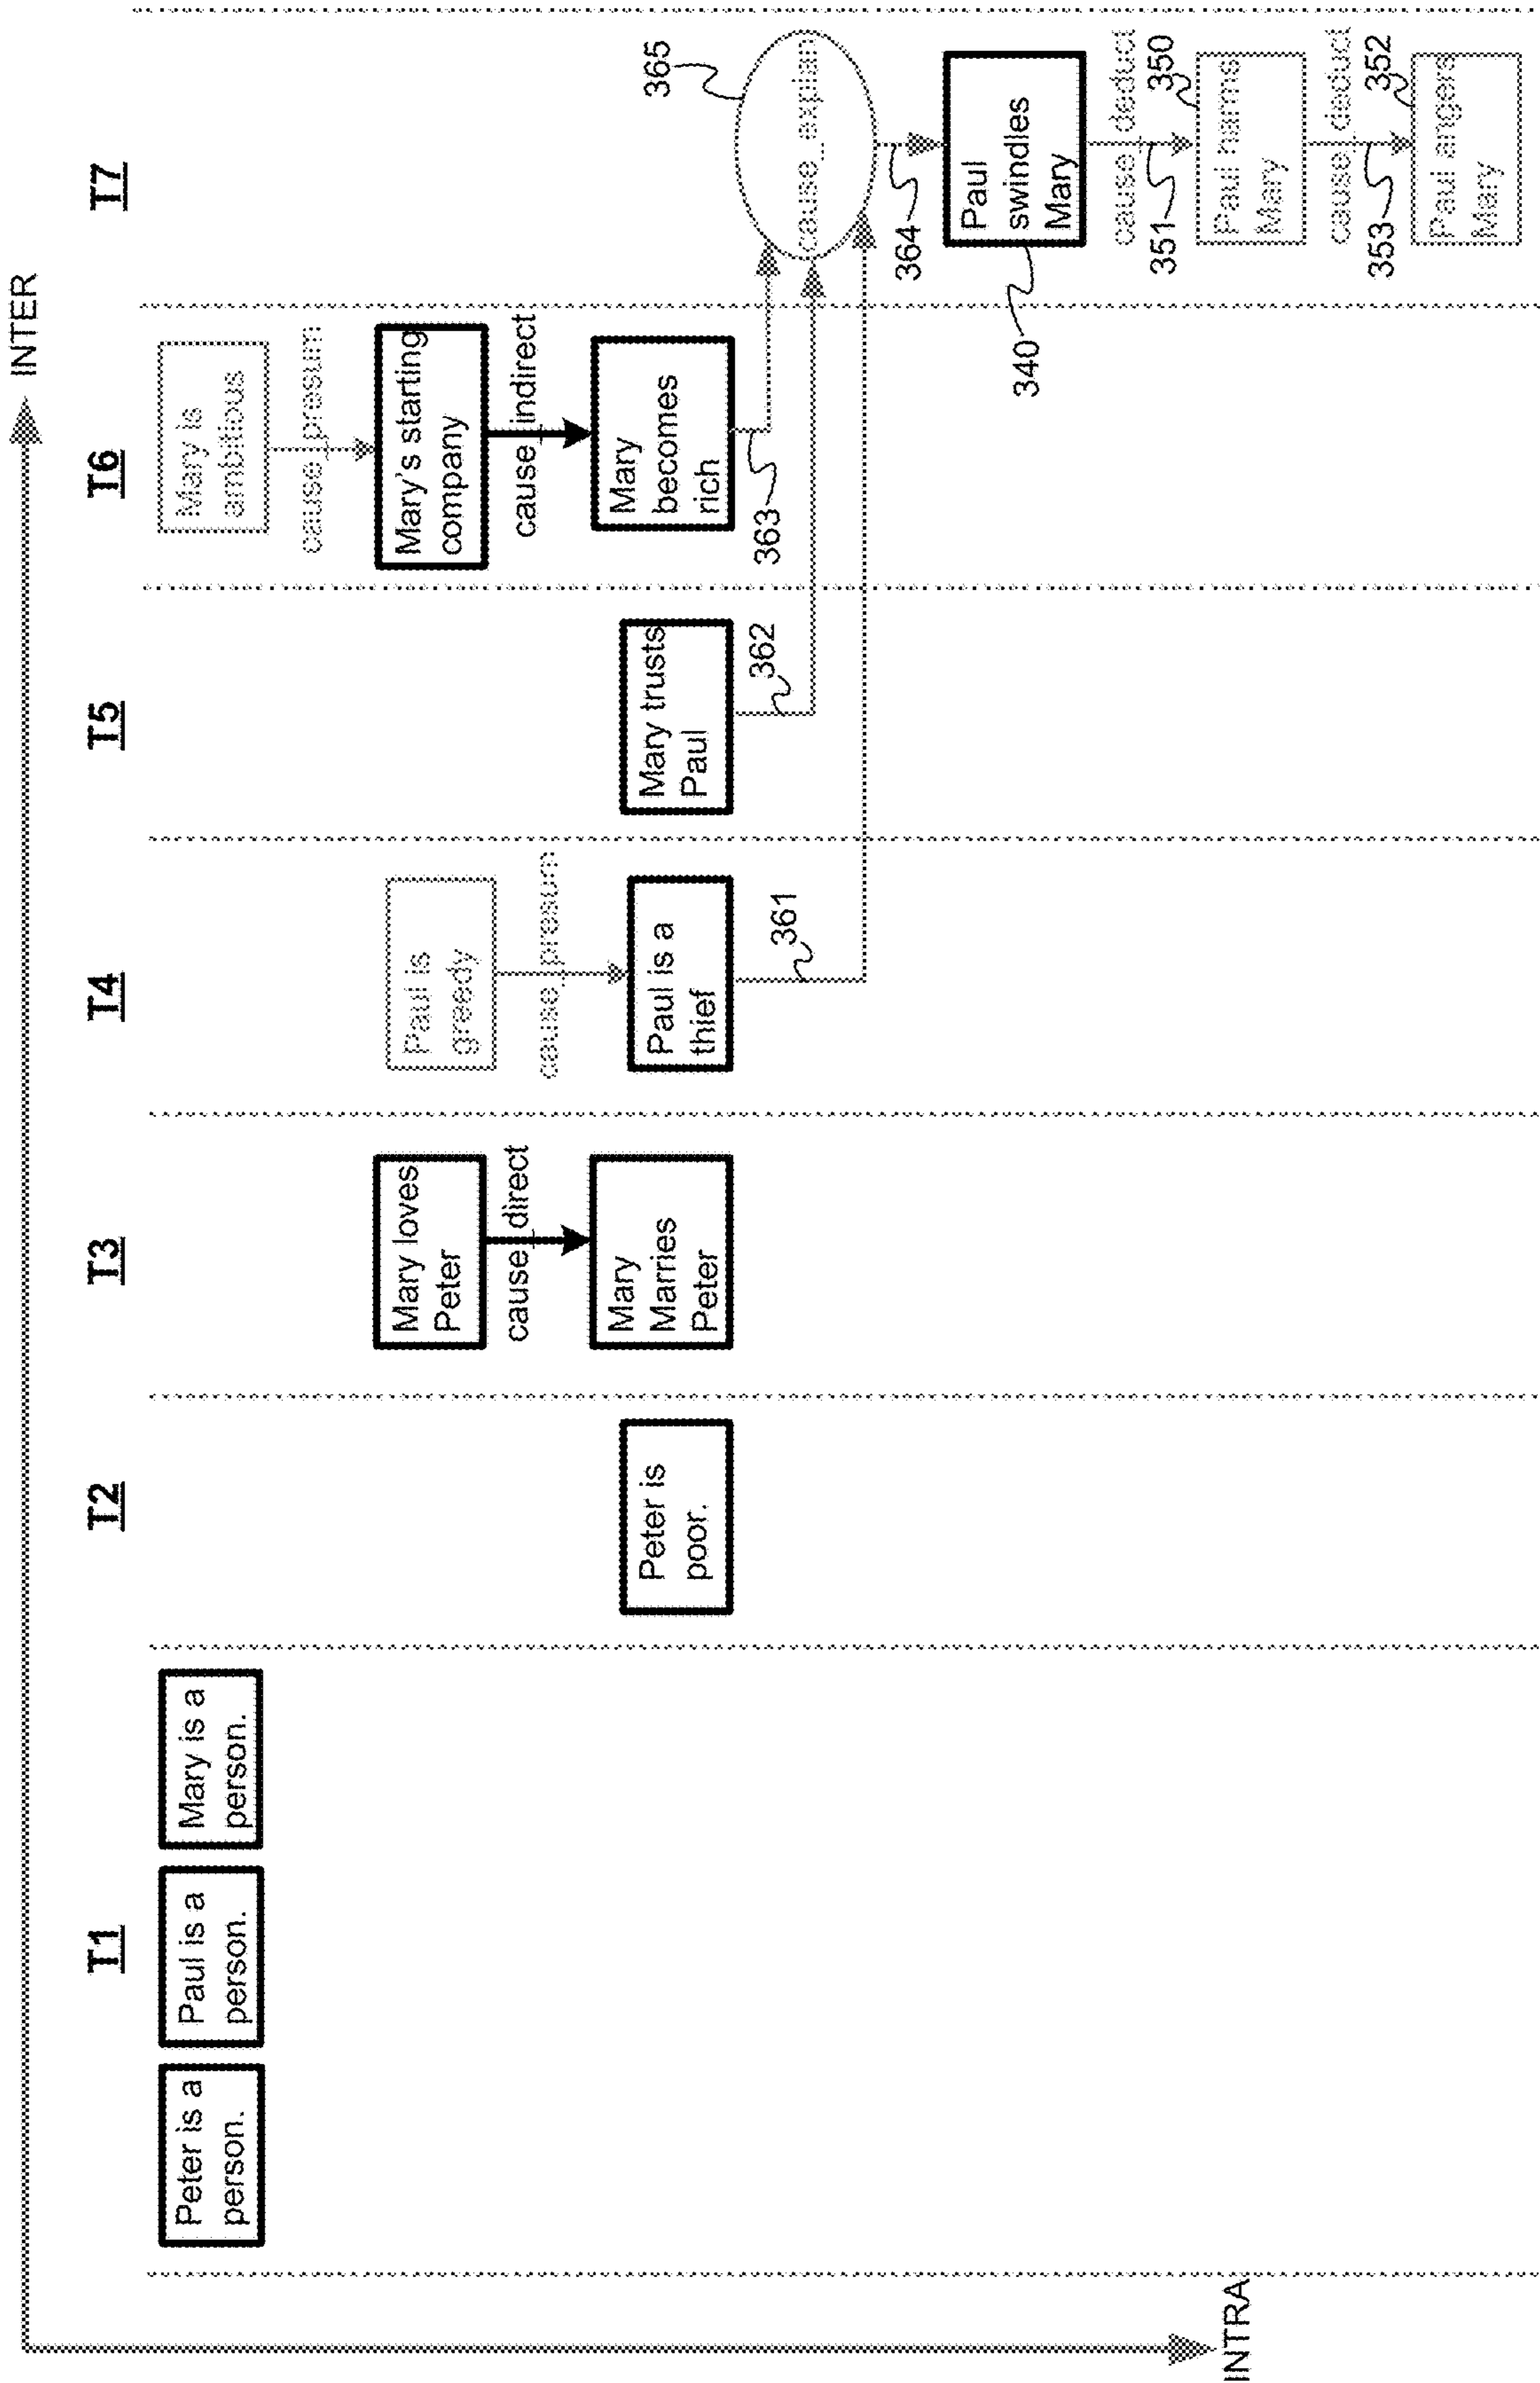 INTER
INTRA
T1
T2
T3
T4
T5
T6
T7
Peter is a
person.
Paul is a
person.
Mary is a
person.
Peter is
poor.
Mary loves
Peter
cause_direct
Mary
Marries
Peter
Paul is
greedy
cause_presum
Paul is a
thief
361
Mary trusts
Paul
362
Mary is
ambitious
cause_presum
Mary's starting
company
cause_indirect
Mary
becomes
rich
363
365
cause_explan
364
Paul
swindles
Mary
340
cause_deduct
351
350
Paul harms
Mary
cause_deduct
353
352
Paul angers
Mary